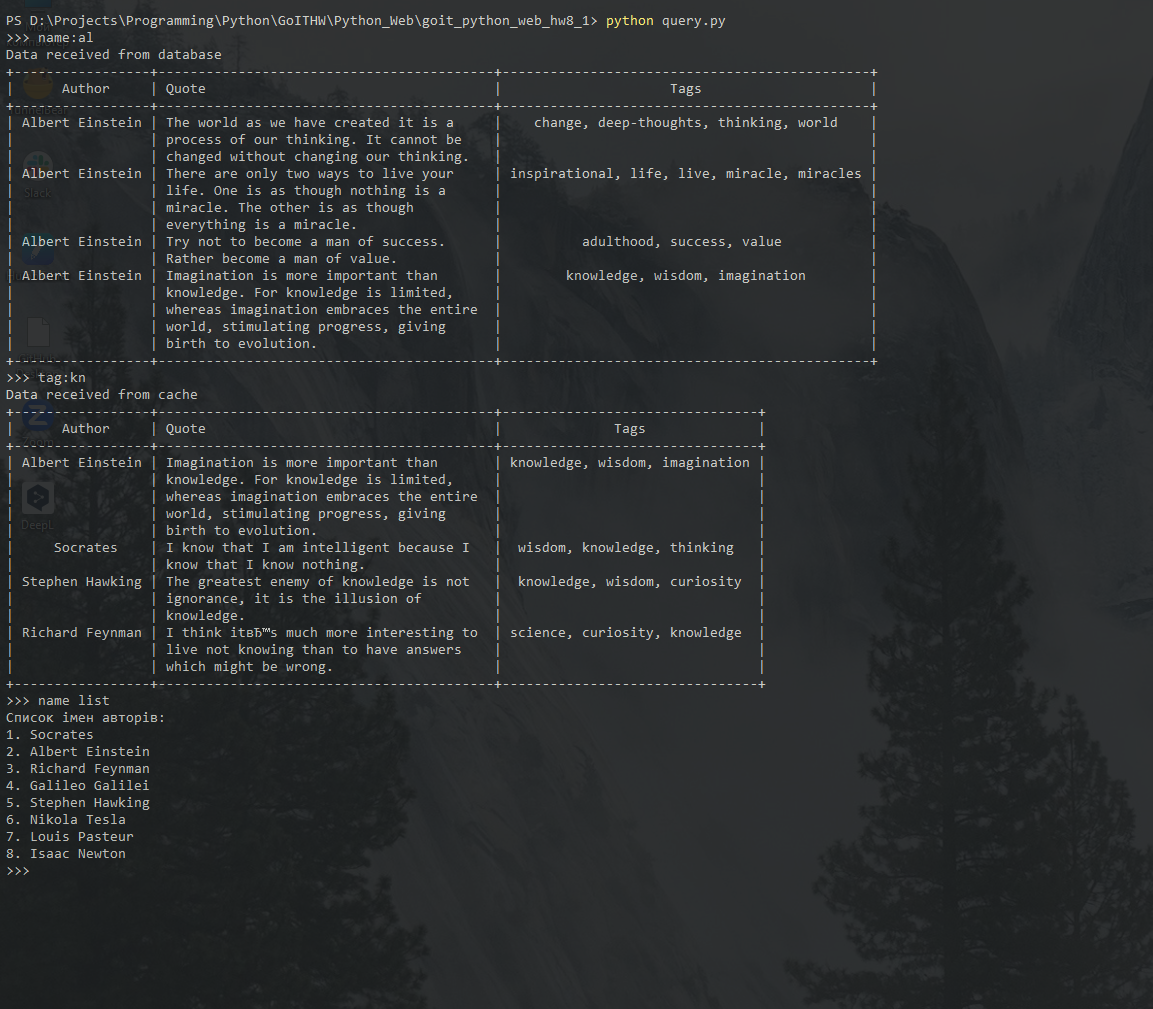 PS D:\Projects\Programming\Python\GoITHW\Python_Web\goit_python_web_hw8_1> python query.py
>>> name:al
Data received from database
+-----------------+------------------------------------------+----------------------------------------------+
|      Author     | Quote                                    |                     Tags                     |
+-----------------+------------------------------------------+----------------------------------------------+
| Albert Einstein | The world as we have created it is a     |    change, deep-thoughts, thinking, world    |
|                 | process of our thinking. It cannot be    |                                              |
|                 | changed without changing our thinking.   |                                              |
| Albert Einstein | There are only two ways to live your     | inspirational, life, live, miracle, miracles |
|                 | life. One is as though nothing is a      |                                              |
|                 | miracle. The other is as though          |                                              |
|                 | everything is a miracle.                 |                                              |
| Albert Einstein | Try not to become a man of success.      |          adulthood, success, value           |
|                 | Rather become a man of value.            |                                              |
| Albert Einstein | Imagination is more important than       |        knowledge, wisdom, imagination        |
|                 | knowledge. For knowledge is limited,     |                                              |
|                 | whereas imagination embraces the entire  |                                              |
|                 | world, stimulating progress, giving      |                                              |
|                 | birth to evolution.                      |                                              |
+-----------------+------------------------------------------+----------------------------------------------+
>>> tag:kn
Data received from cache
+-----------------+------------------------------------------+--------------------------------+
|      Author     | Quote                                    |              Tags              |
+-----------------+------------------------------------------+--------------------------------+
| Albert Einstein | Imagination is more important than       | knowledge, wisdom, imagination |
|                 | knowledge. For knowledge is limited,     |                                |
|                 | whereas imagination embraces the entire  |                                |
|                 | world, stimulating progress, giving      |                                |
|                 | birth to evolution.                      |                                |
|     Socrates    | I know that I am intelligent because I   |  wisdom, knowledge, thinking   |
|                 | know that I know nothing.                |                                |
| Stephen Hawking | The greatest enemy of knowledge is not   |  knowledge, wisdom, curiosity  |
|                 | ignorance, it is the illusion of         |                                |
|                 | knowledge.                               |                                |
| Richard Feynman | I think itвЂ™s much more interesting to  | science, curiosity, knowledge  |
|                 | live not knowing than to have answers    |                                |
|                 | which might be wrong.                    |                                |
+-----------------+------------------------------------------+--------------------------------+
>>> name list
Список імен авторів:
1. Socrates
2. Albert Einstein
3. Richard Feynman
4. Galileo Galilei
5. Stephen Hawking
6. Nikola Tesla
7. Louis Pasteur
8. Isaac Newton
>>>
Slack
DeepL